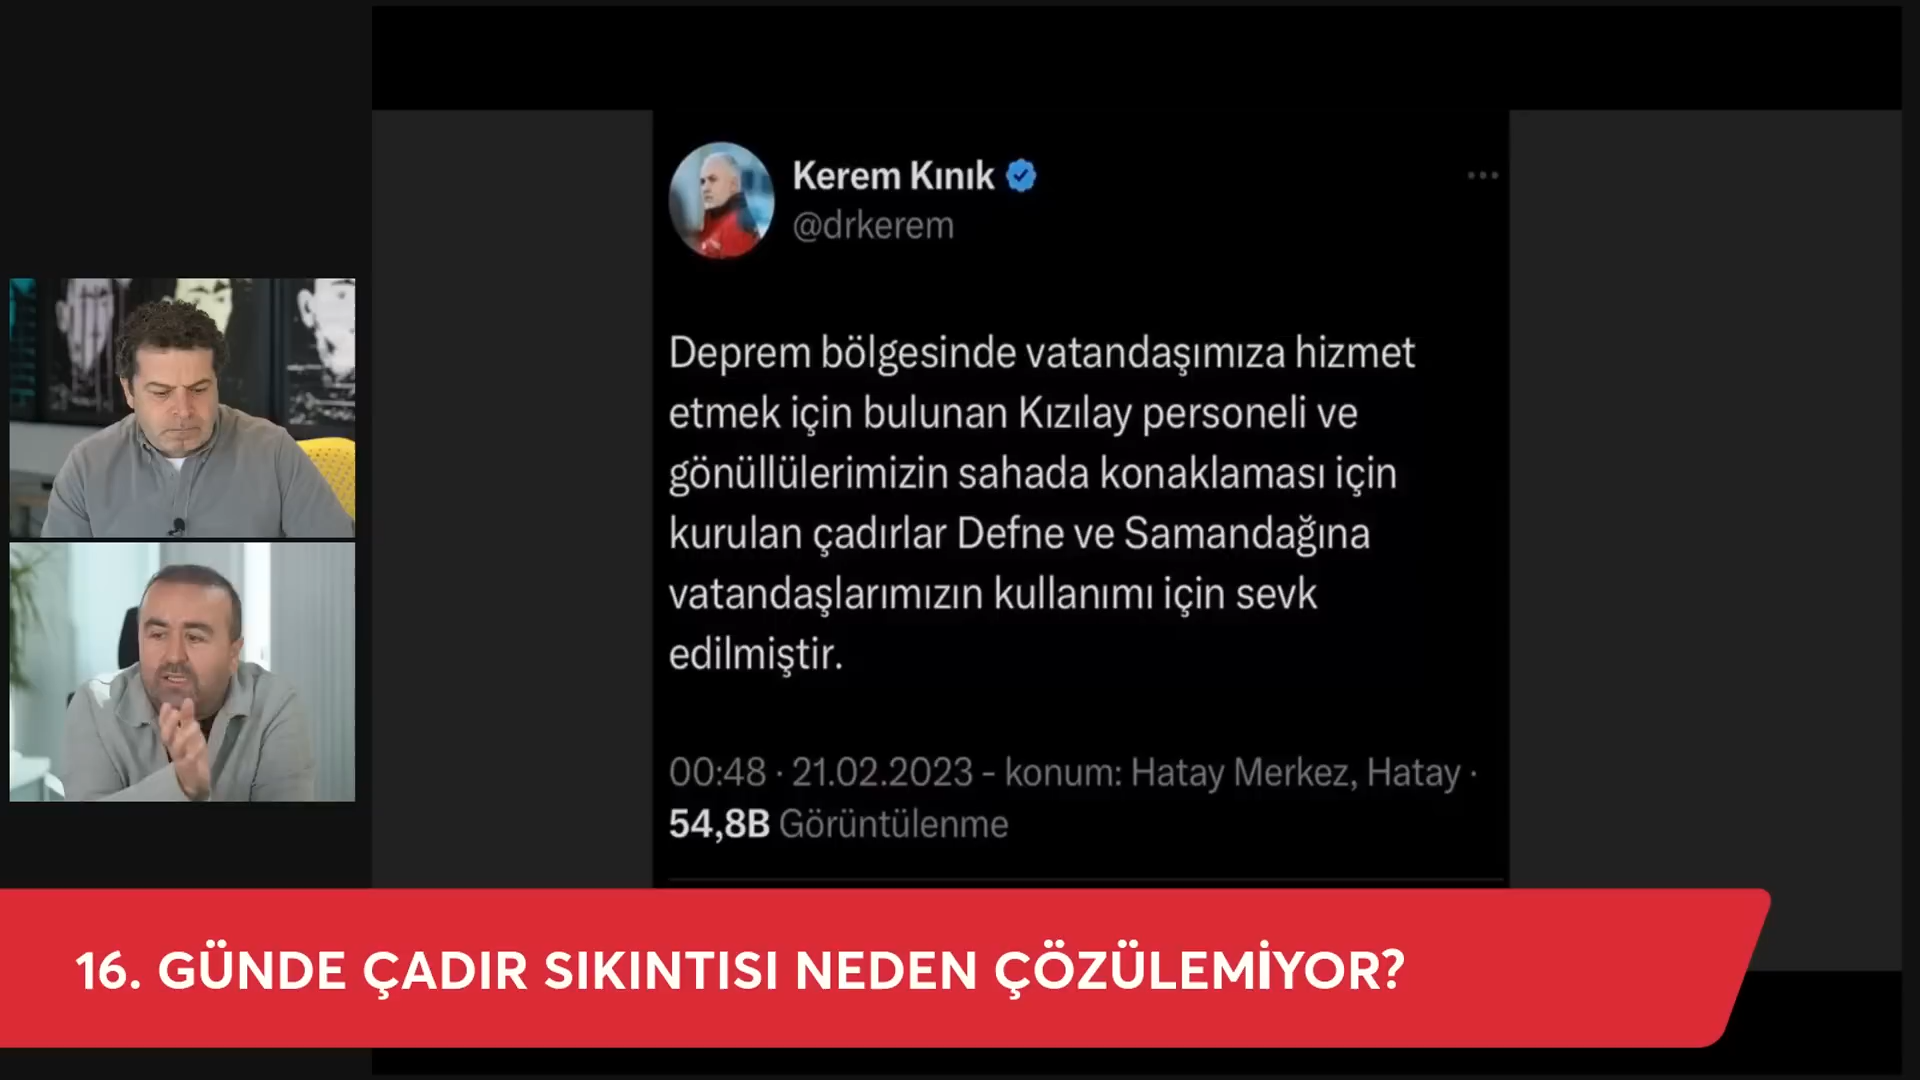 Kerem Kınık
@drkerem
Deprem bölgesinde vatandaşımıza hizmet
etmek için bulunan Kızılay personeli ve
gönüllülerimizin sahada konaklaması için
kurulan çadırlar Defne ve Samandağına
vatandaşlarımızın kullanımı için sevk
edilmiştir.
00:48 · 21.02.2023 - konum: Hatay Merkez, Hatay ·
54,8B Görüntülenme
16. GÜNDE ÇADIR SIKINTISI NEDEN ÇÖZÜLEMİYOR?